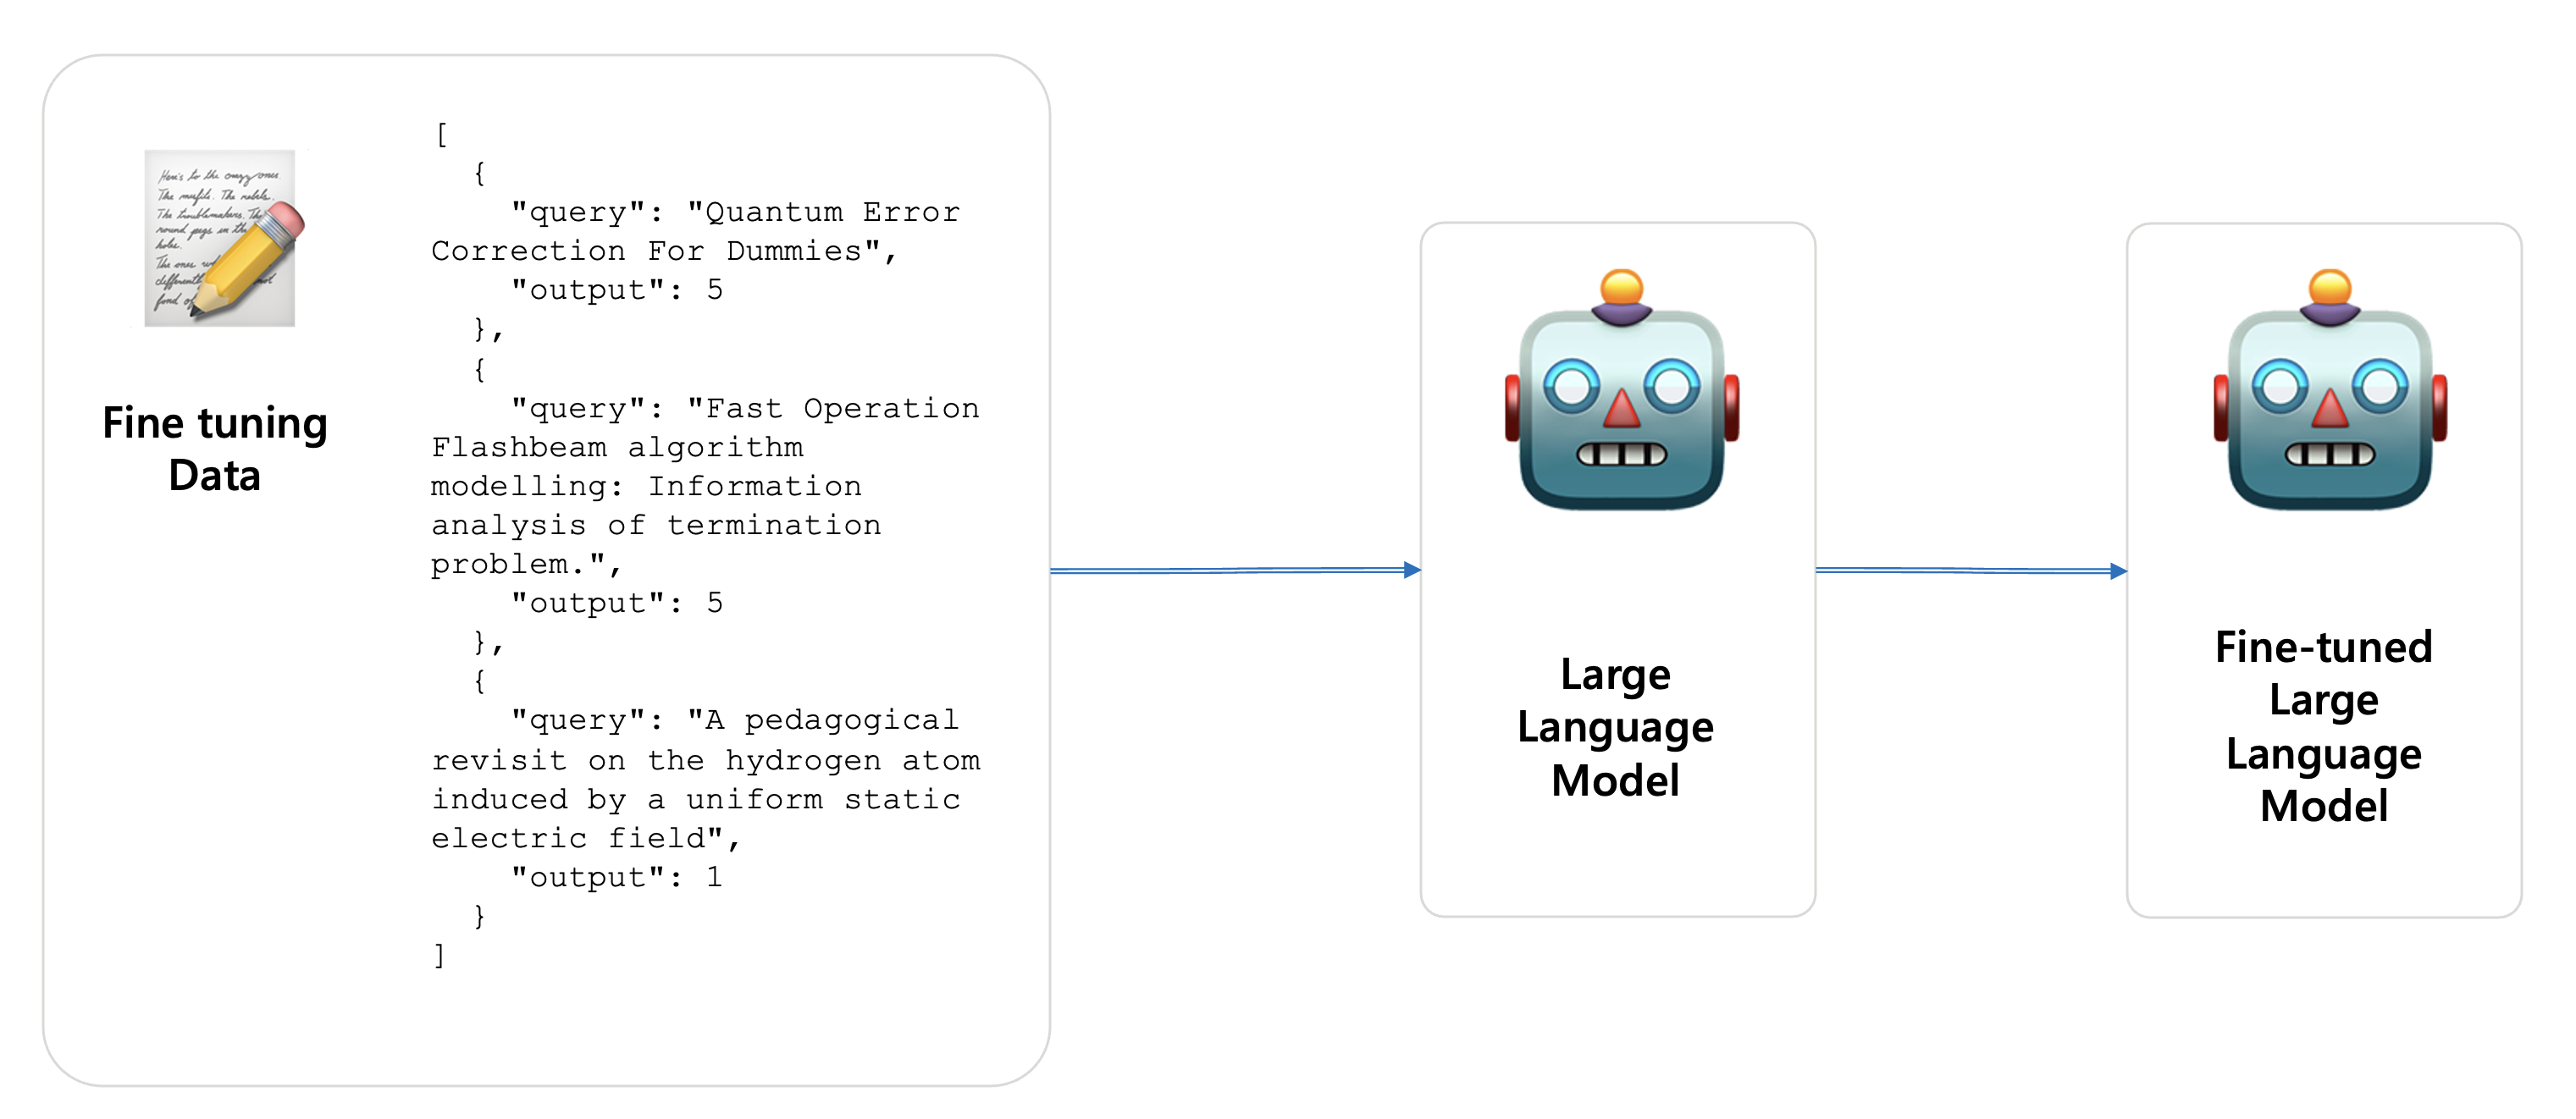 Here's to the crazy ones.
The misfits. The rebels.
The troublemakers. The
round pegs in the
holes.
The ones
differently. not
fond of
Fine tuning
Data
[
{
"query": "Quantum Error
Correction For Dummies",
"output": 5
},
{
"query": "Fast Operation
Flashbeam algorithm
modelling: Information
analysis of termination
problem.",
"output": 5
},
{
"query": "A pedagogical
revisit on the hydrogen atom
induced by a uniform static
electric field",
"output": 1
}
]
Large
Language
Model
Fine-tuned
Large
Language
Model